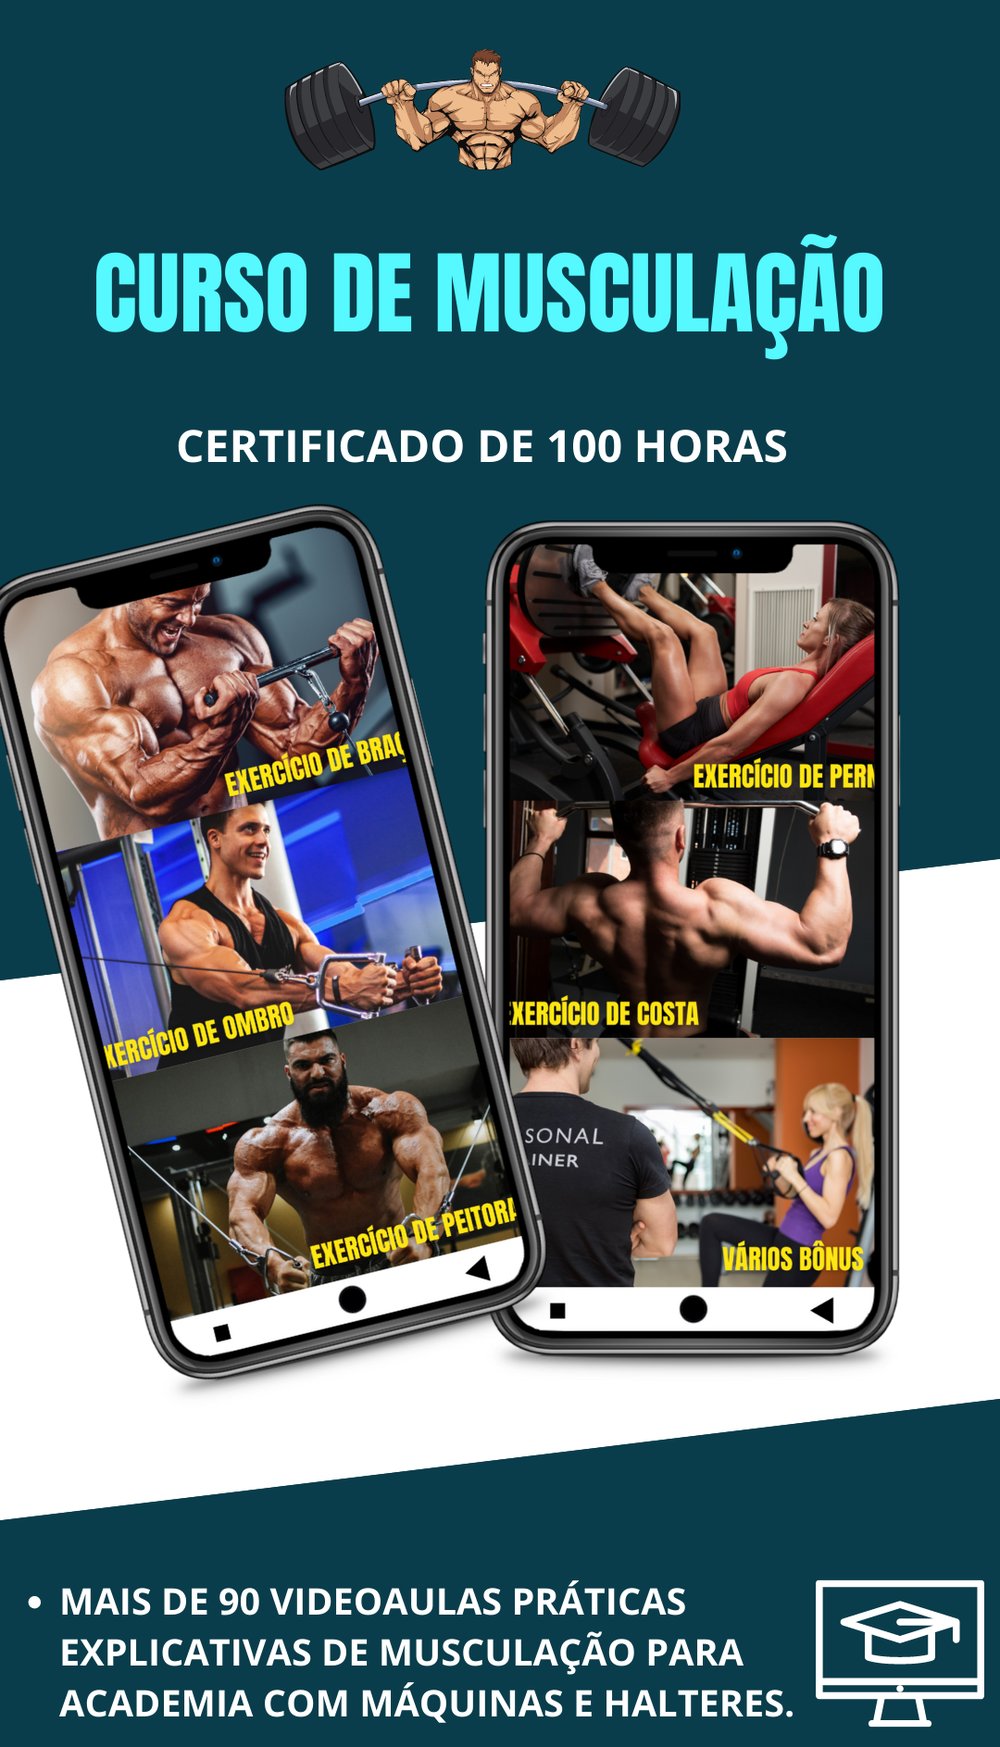 CURSO DE MUSCULAÇÃO
CERTIFICADO DE 100 HORAS
EXERCÍCIO DE BRAÇ
XERCÍCIO DE OMBRO
EXERCÍCIO DE PEITORA
EXERCÍCIO DE PERN
EXERCÍCIO DE COSTA
SONAL
INER
VÁRIOS BÔNUS
• MAIS DE 90 VIDEOAULAS PRÁTICAS
EXPLICATIVAS DE MUSCULAÇÃO PARA
ACADEMIA COM MÁQUINAS E HALTERES.